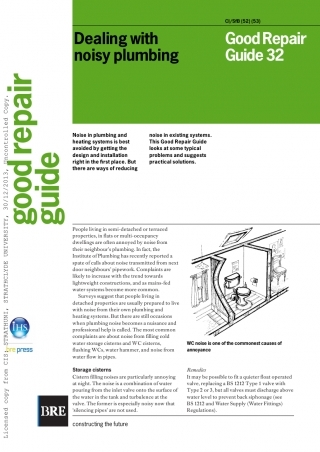 CI/SfB (52) (53)
Dealing with
noisy plumbing
Good Repair
Guide 32
good repair
guide
Noise in plumbing and
heating systems is best
avoided by getting the
design and installation
right in the first place. But
there are ways of reducing
noise in existing systems.
This Good Repair Guide
looks at some typical
problems and suggests
practical solutions.
People living in semi-detached or terraced
properties, in flats or multi-occupancy
dwellings are often annoyed by noise from
their neighbour's plumbing. In fact, the
Institute of Plumbing has recently reported a
spate of calls about noise transmitted from next
door neighbours' pipework. Complaints are
likely to increase with the trend towards
lightweight constructions, and as mains-fed
water systems become more common.
Surveys suggest that people living in
detached properties are usually prepared to live
with noise from their own plumbing and
heating systems. But there are still occasions
when plumbing noise becomes a nuisance and
professional help is called. The most common
complaints are about noise from filling cold
water storage cisterns and WC cisterns,
flushing WCs, water hammer, and noise from
water flow in pipes.
Storage cisterns
Cistern filling noises are particularly annoying
at night. The noise is a combination of water
pouring from the inlet valve onto the surface of
the water in the tank and turbulence at the
valve. The former is especially noisy now that
'silencing pipes' are not used.
WC noise is one of the commonest causes of
annoyance
Remedies
It may be possible to fit a quieter float operated
valve, replacing a BS 1212 Type 1 valve with
Type 2 or 3, but all valves must discharge above
water level to prevent back siphonage (see
BS 1212 and Water Supply (Water Fittings)
Regulations).
IHS
press
BRE
constructing the future
Licensed copy from CIS: STRATHUNI, STRATHCLYDE UNIVERSITY, 30/12/2013, Uncontrolled Copy.